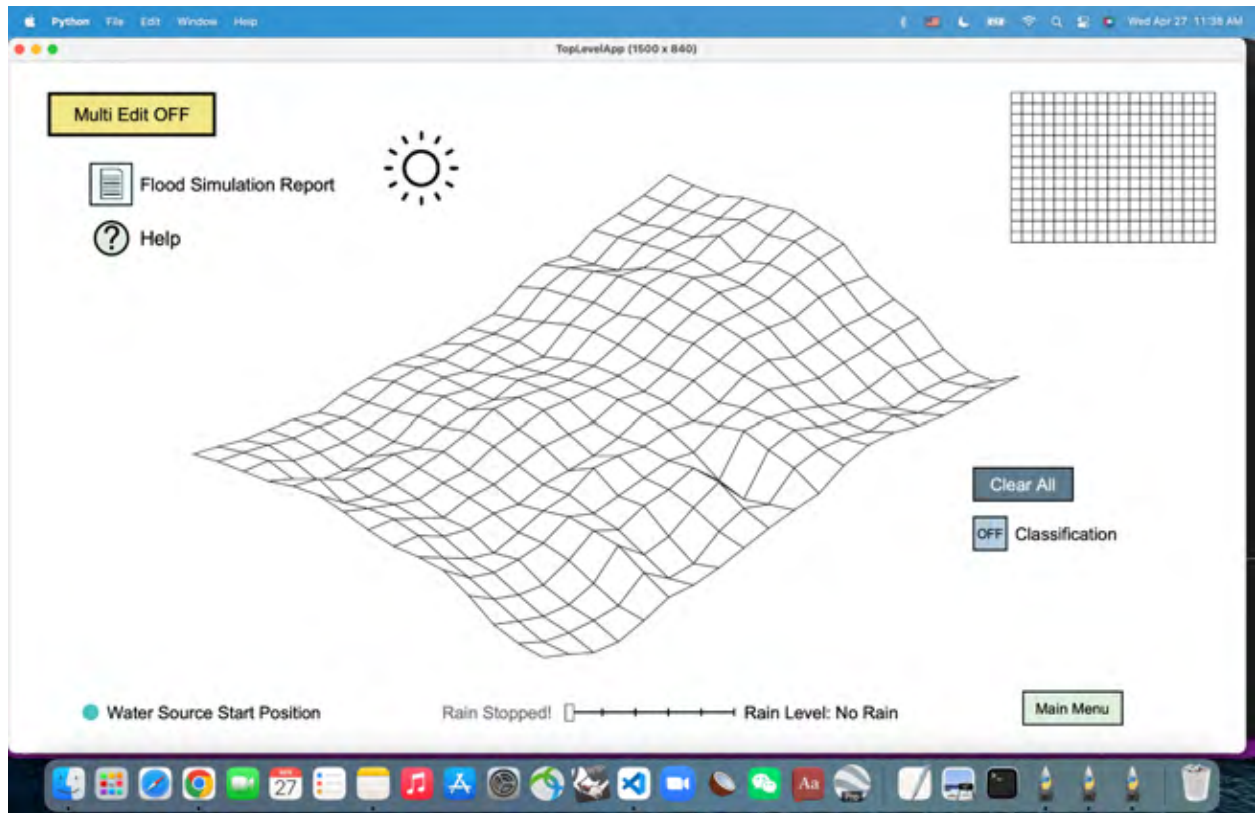 Python File Edit Window Help
Wed Apr 27 11:38 AM
TopLevelApp (1500 x 840)
Multi Edit OFF
Flood Simulation Report
? Help
Clear All
OFF Classification
Water Source Start Position
Rain Stopped!
Rain Level: No Rain
Main Menu
27
Aa